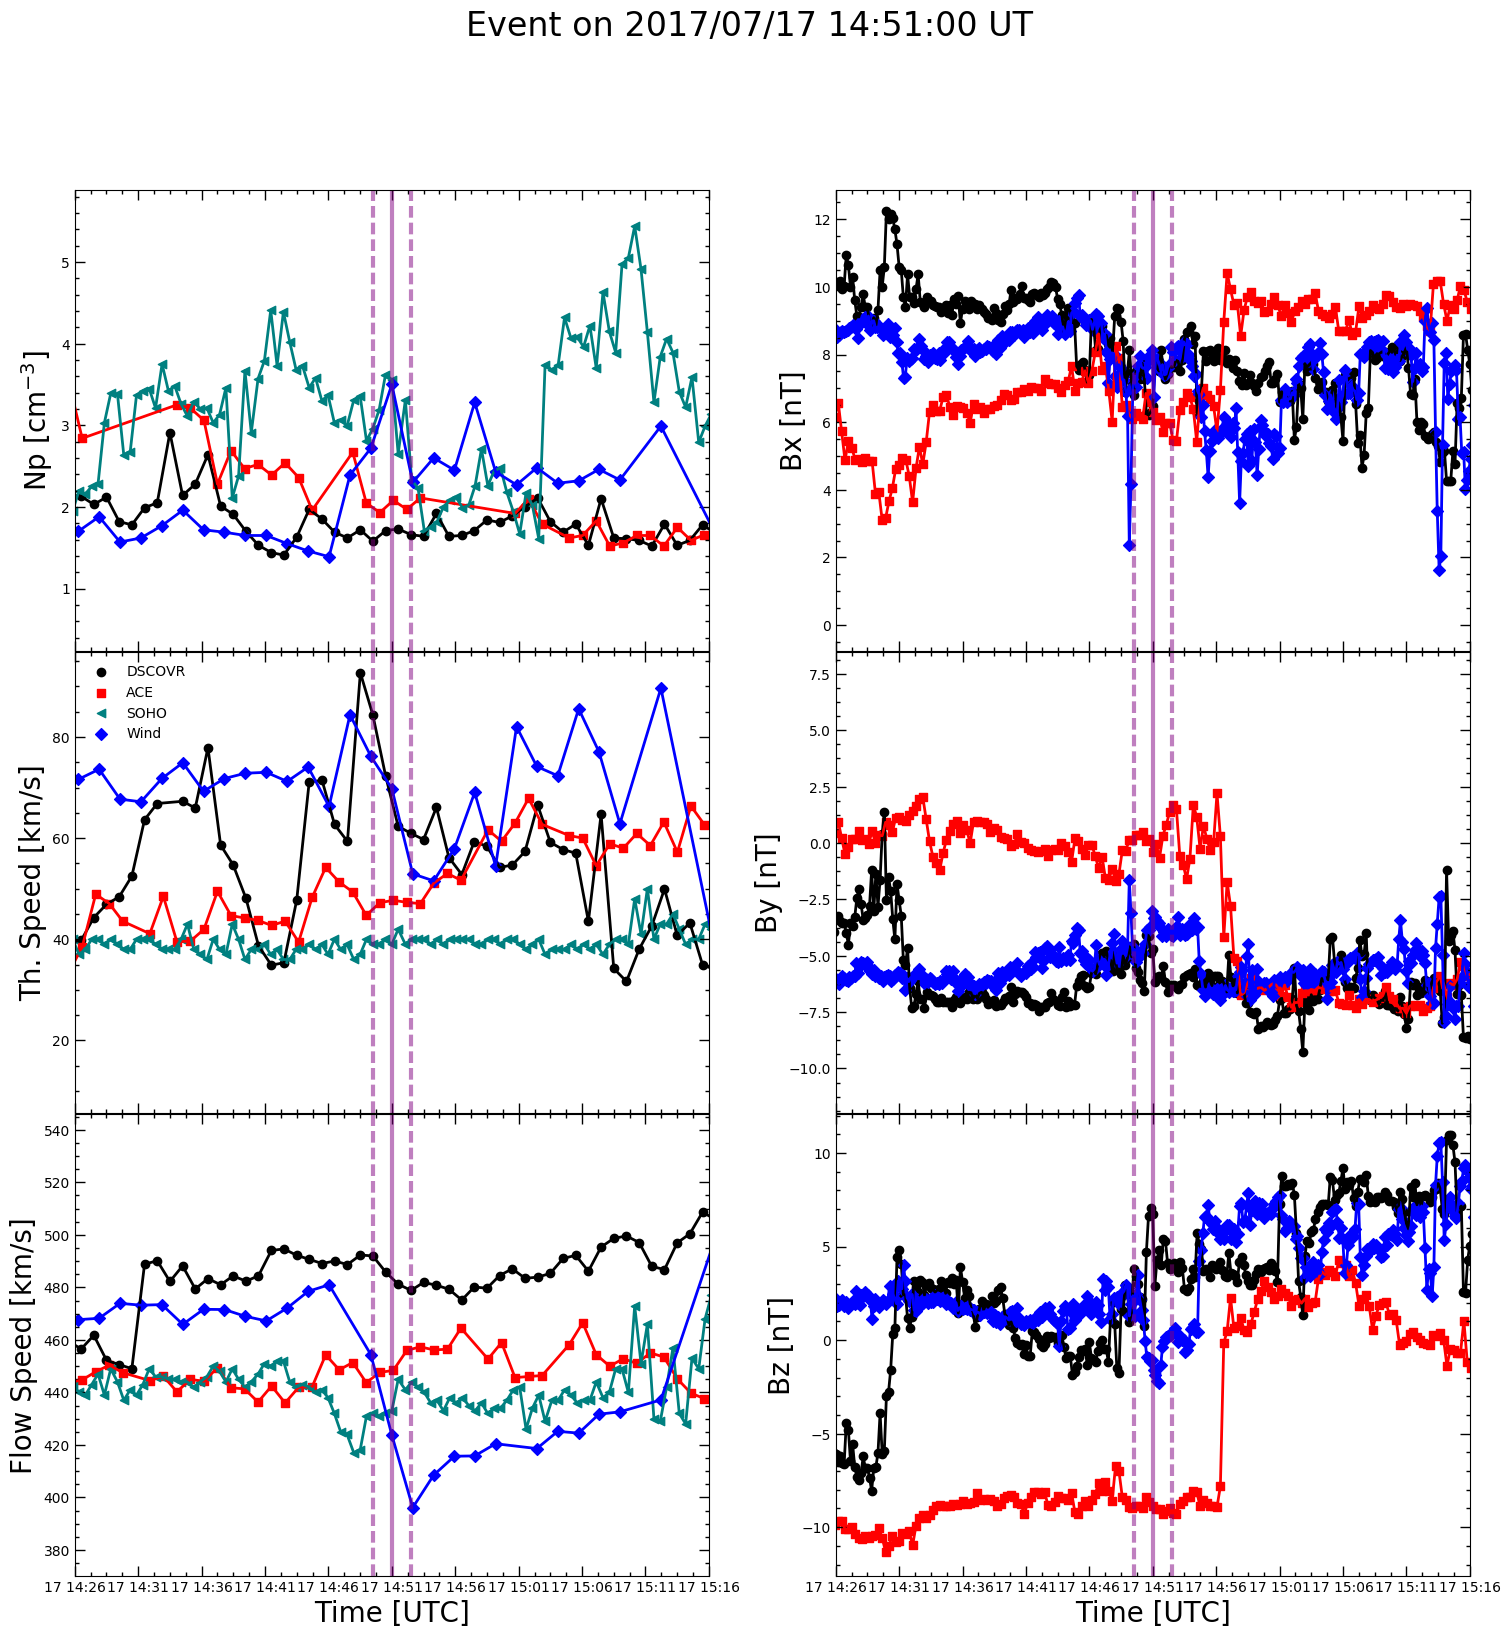 Event on 2017/07/17 14:51:00 UT
Np [cm⁻³]
5
4
3
2
1
DSCOVR
ACE
SOHO
Wind
Th. Speed [km/s]
80
60
40
20
Flow Speed [km/s]
540
520
500
480
460
440
420
400
380
17 14:26 17 14:31 17 14:36 17 14:41 17 14:46 17 14:51 17 14:56 17 15:01 17 15:06 17 15:11 17 15:16
Time [UTC]
Bx [nT]
12
10
8
6
4
2
0
By [nT]
7.5
5.0
2.5
0.0
−2.5
−5.0
−7.5
−10.0
Bz [nT]
10
5
0
−5
−10
17 14:26 17 14:31 17 14:36 17 14:41 17 14:46 17 14:51 17 14:56 17 15:01 17 15:06 17 15:11 17 15:16
Time [UTC]